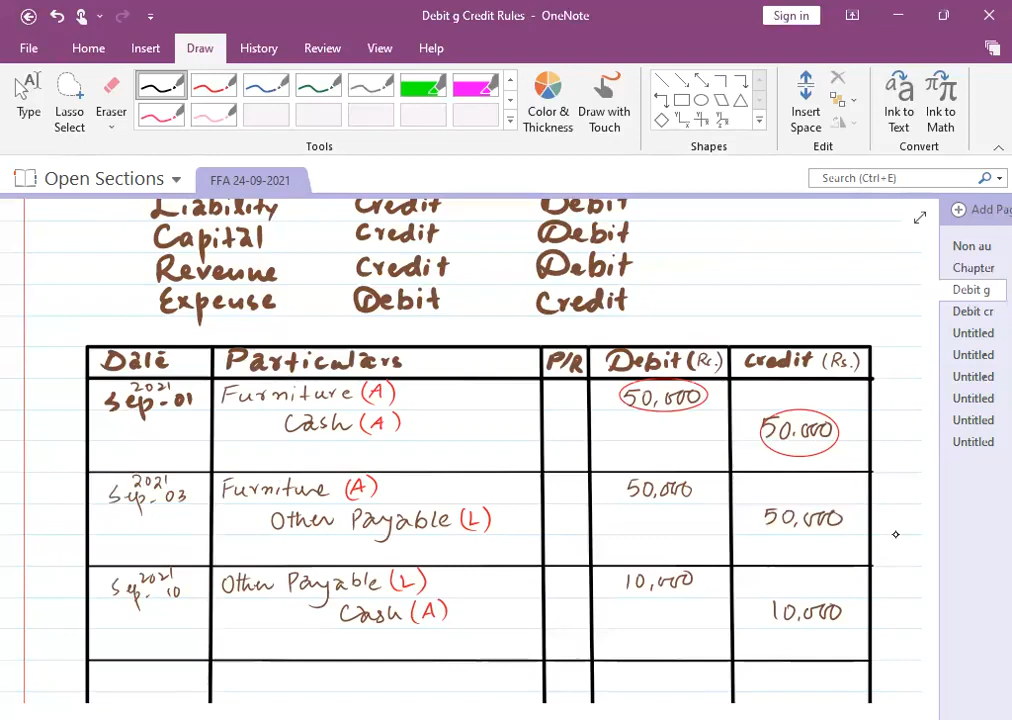 Debit g Credit Rules - OneNote
Sign in
File Home Insert Draw History Review View Help
Type
Lasso Select
Eraser
Color & Thickness
Draw with Touch
Insert Space
Ink to Text
Ink to Math
Tools
Shapes
Edit
Convert
Open Sections
FFA 24-09-2021
Search (Ctrl+E)
Add Pa
Non au
Chapter
Debit g
Debit cr
Untitled
Untitled
Untitled
Untitled
Untitled
Untitled
Liability Credit Debit
Capital Credit Debit
Revenue Credit Debit
Expense Debit Credit
Date Particulars P/R Debit (Rs.) Credit (Rs.)
2021
Sep-01 Furniture (A) 50,000
Cash (A) 50,000
2021
Sep-03 Furniture (A) 50,000
Other Payable (L) 50,000
2021
Sep-10 Other Payable (L) 10,000
Cash (A) 10,000